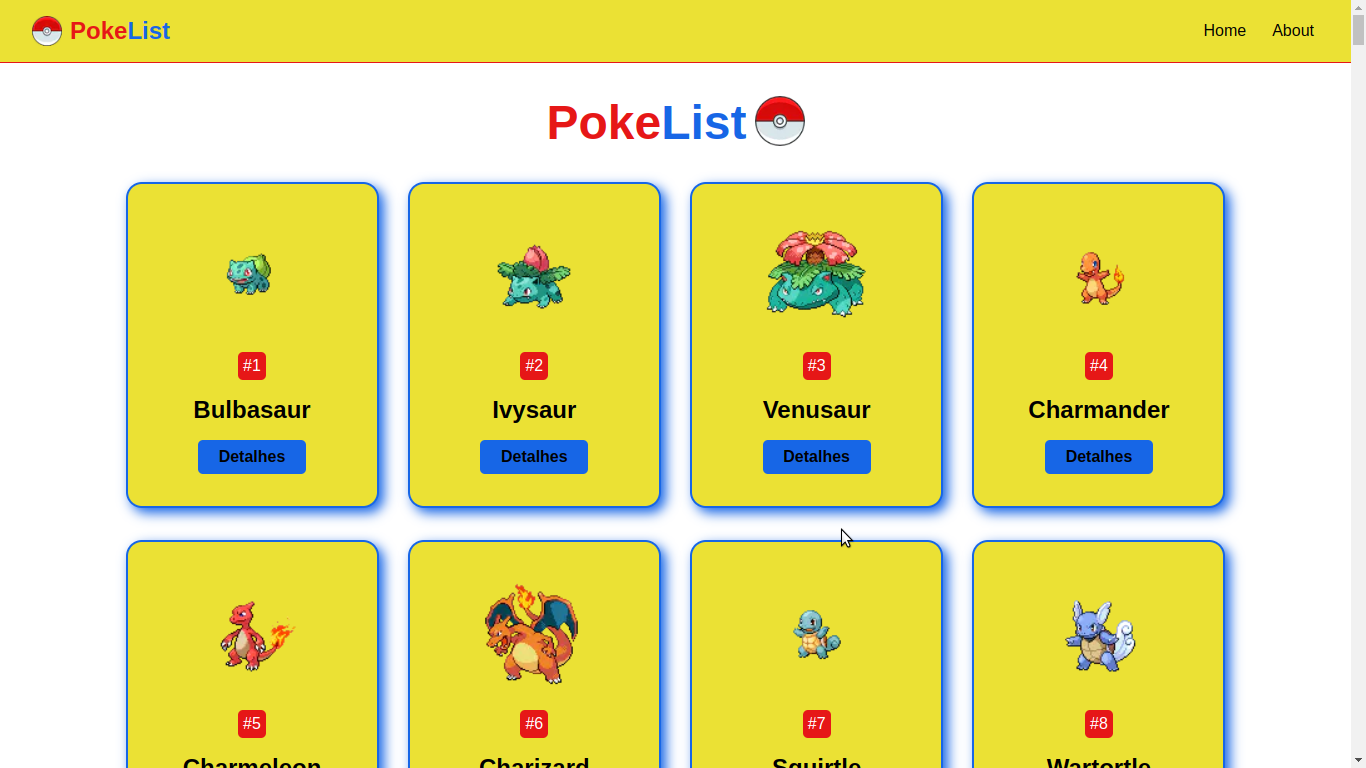 PokeList
Home About
PokeList
#1 #2 #3 #4
Bulbasaur Ivysaur Venusaur Charmander
Detalhes Detalhes Detalhes Detalhes
#5 #6 #7 #8
Charmeleon Charizard Squirtle Wartortle